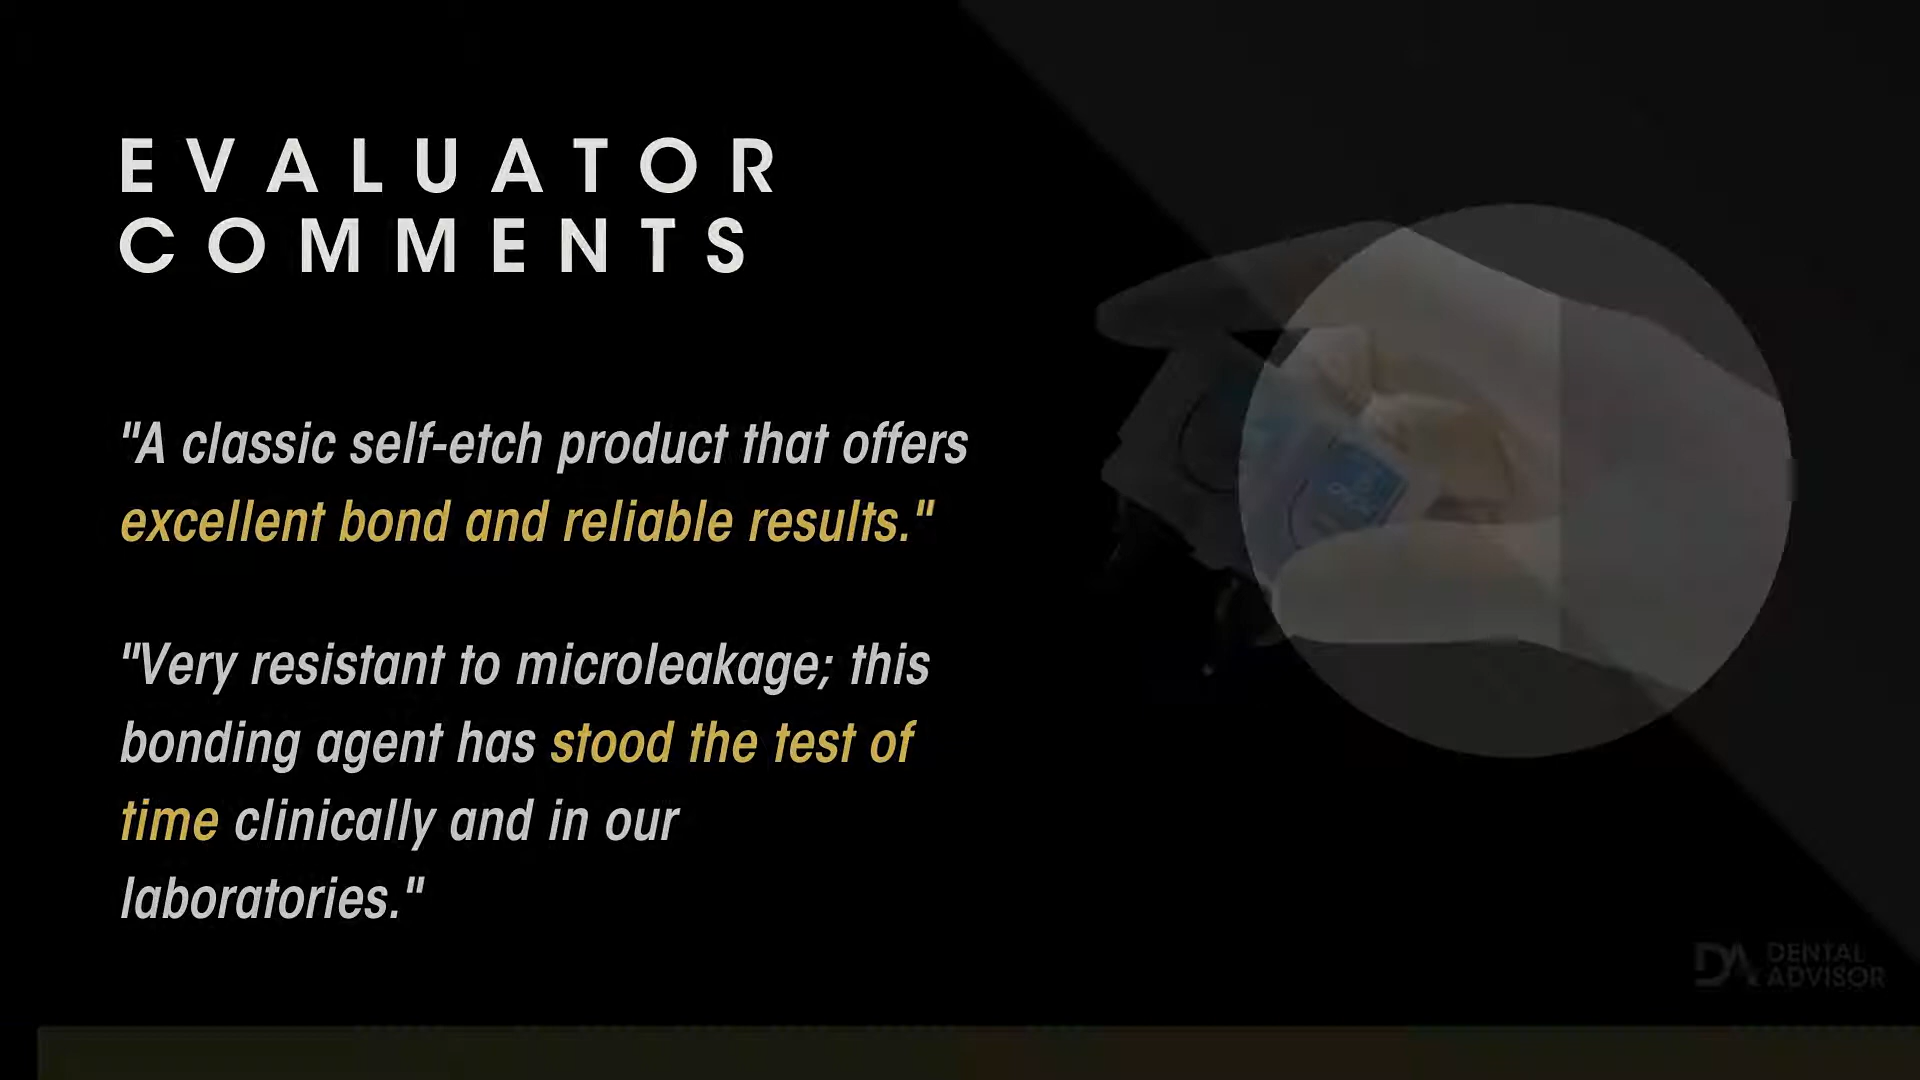 EVALUATOR
COMMENTS
"A classic self-etch product that offers
excellent bond and reliable results."
"Very resistant to microleakage; this
bonding agent has stood the test of
time clinically and in our
laboratories."
DA DENTAL
ADVISOR